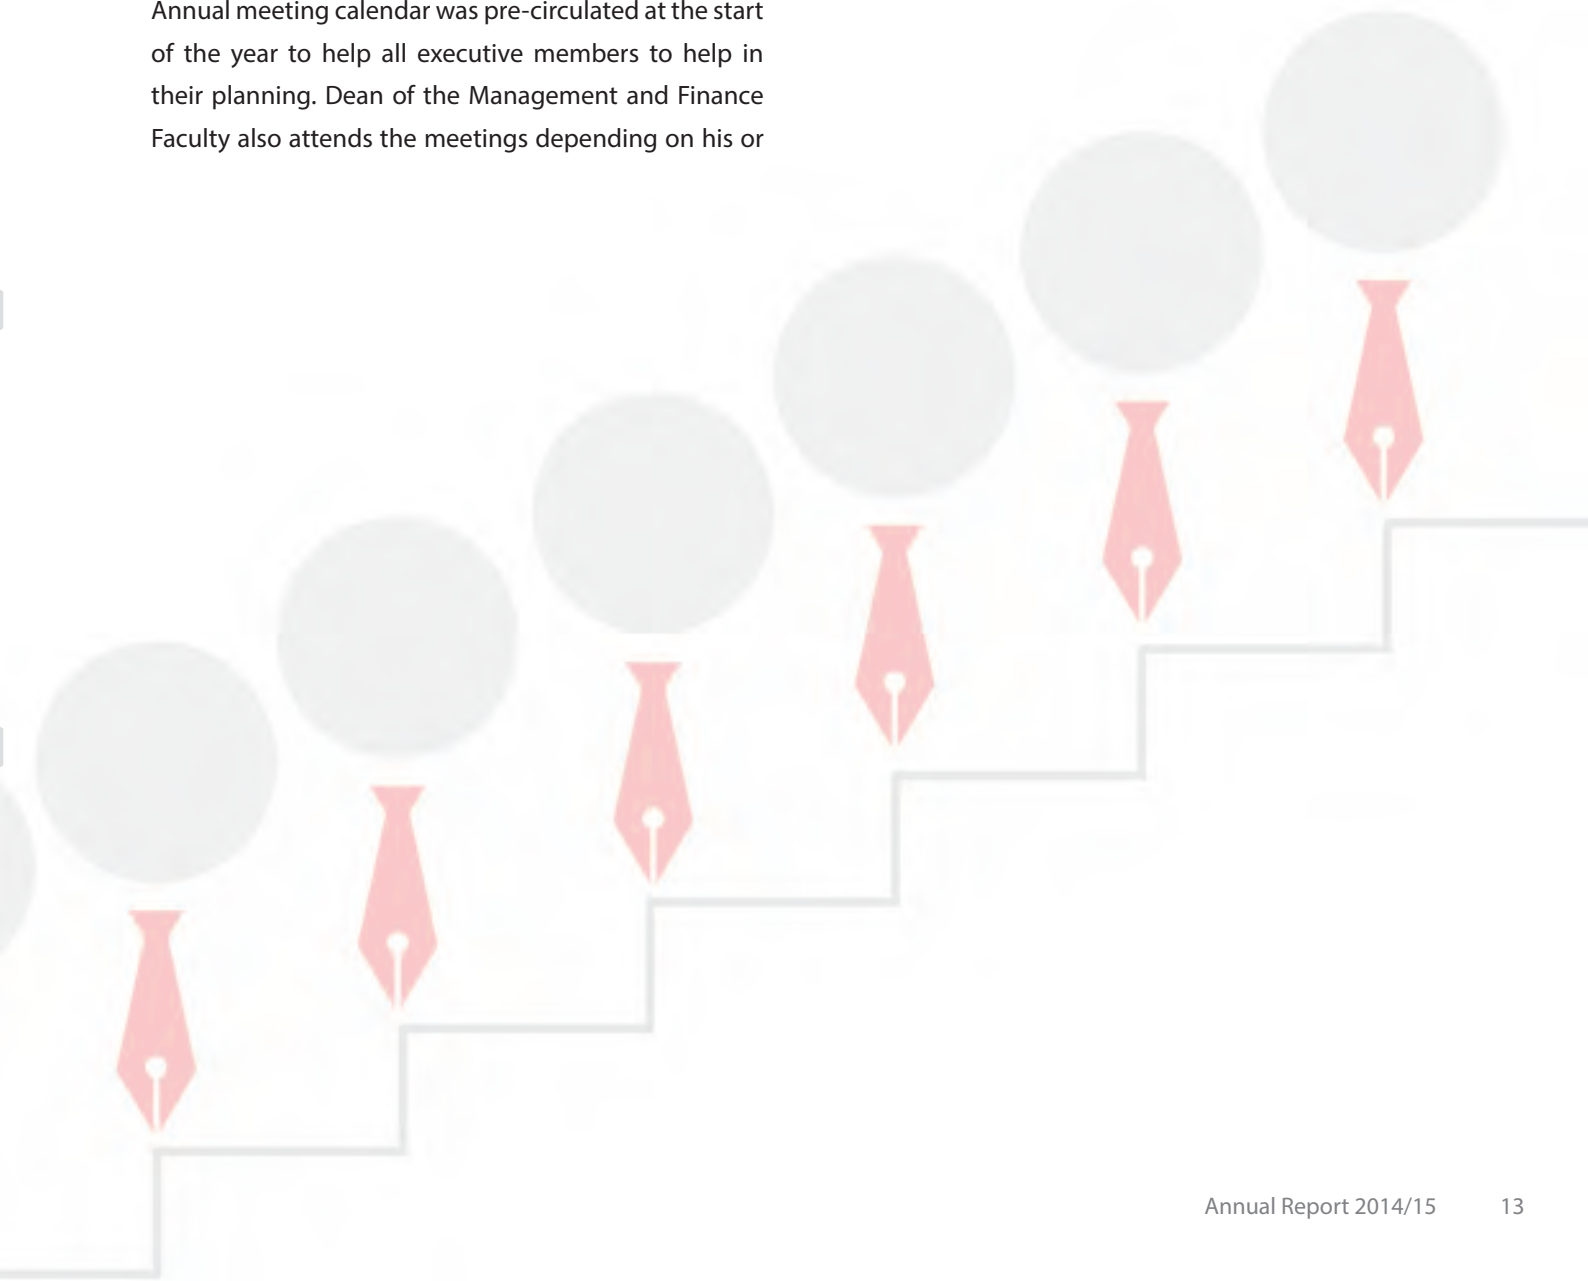 Annual meeting calendar was pre-circulated at the start
of the year to help all executive members to help in
their planning. Dean of the Management and Finance
Faculty also attends the meetings depending on his or
Annual Report 2014/15 13